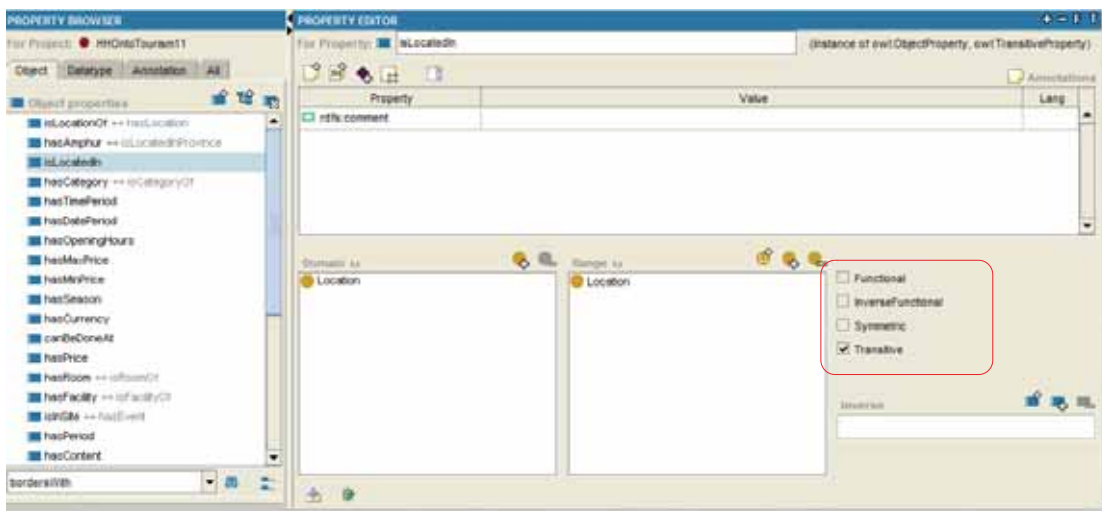 PROPERTY BROWSER
For Project: HHOntoTourism11
Object Datatype Annotation All
Object properties
isLocationOf ↔ hasLocation
hasAmphur ↔ isLocatedInProvince
isLocatedIn
hasCategory ↔ isCategoryOf
hasTimePeriod
hasDatePeriod
hasOpeningHours
hasMaxPrice
hasMinPrice
hasSeason
hasCurrency
canBeDoneAt
hasPrice
hasRoom ↔ isRoomOf
hasFacility ↔ isFacilityOf
isInSite ↔ hasEvent
hasPeriod
hasContent
bordersWith
PROPERTY EDITOR
For Property: isLocatedIn (instance of owl:ObjectProperty, owl:TransitiveProperty)
Annotations
Property Value Lang
rdfs:comment
Domain
Location
Range
Location
Functional
InverseFunctional
Symmetric
Transitive
Inverse